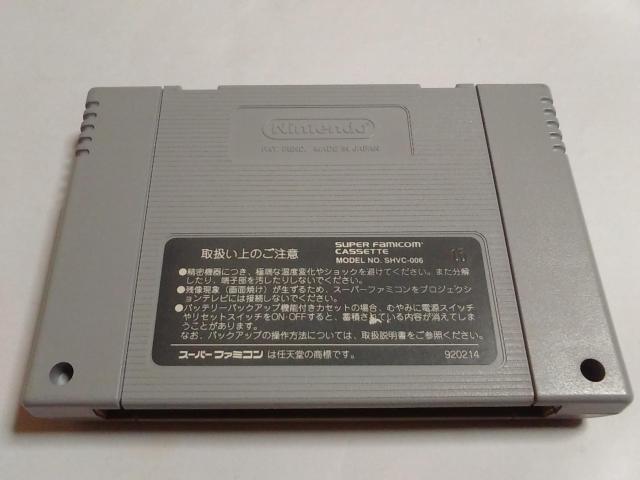 Nintendo
PAT. PEND. MADE IN JAPAN
取扱い上のご注意
SUPER FAMICOM
CASSETTE
MODEL NO. SHVC-006
●精密機器につき、極端な温度変化やショックを避けてください。また分解
したり、端子部を汚したりしないでください。
●残像現象（画面焼け）が生ずるため、スーパーファミコンをプロジェクショ
ンテレビには接続しないでください。
●バッテリーバックアップ機能付きカセットの場合、むやみに電源スイッチ
やリセットスイッチをON・OFFすると、蓄積されている内容が消えてしま
うことがあります。
なお、バックアップの操作方法については、取扱説明書をご参照ください。
スーパーファミコン は任天堂の商標です。
920214